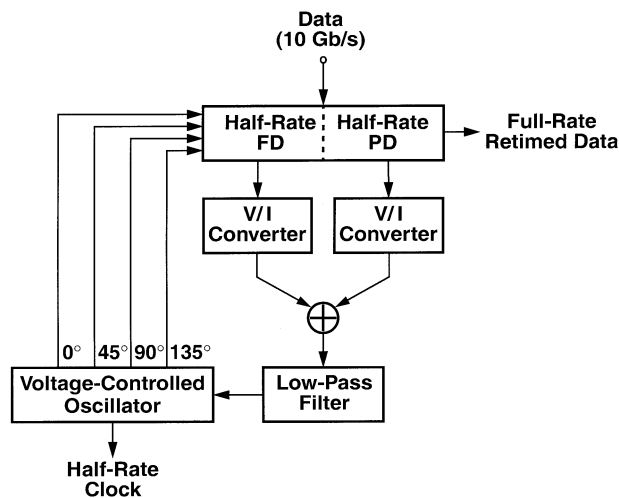 Data
(10 Gb/s)
Half-Rate
FD
Half-Rate
PD
Full-Rate
Retimed Data
V/I
Converter
V/I
Converter
0° 45° 90° 135°
Voltage-Controlled
Oscillator
Low-Pass
Filter
Half-Rate
Clock